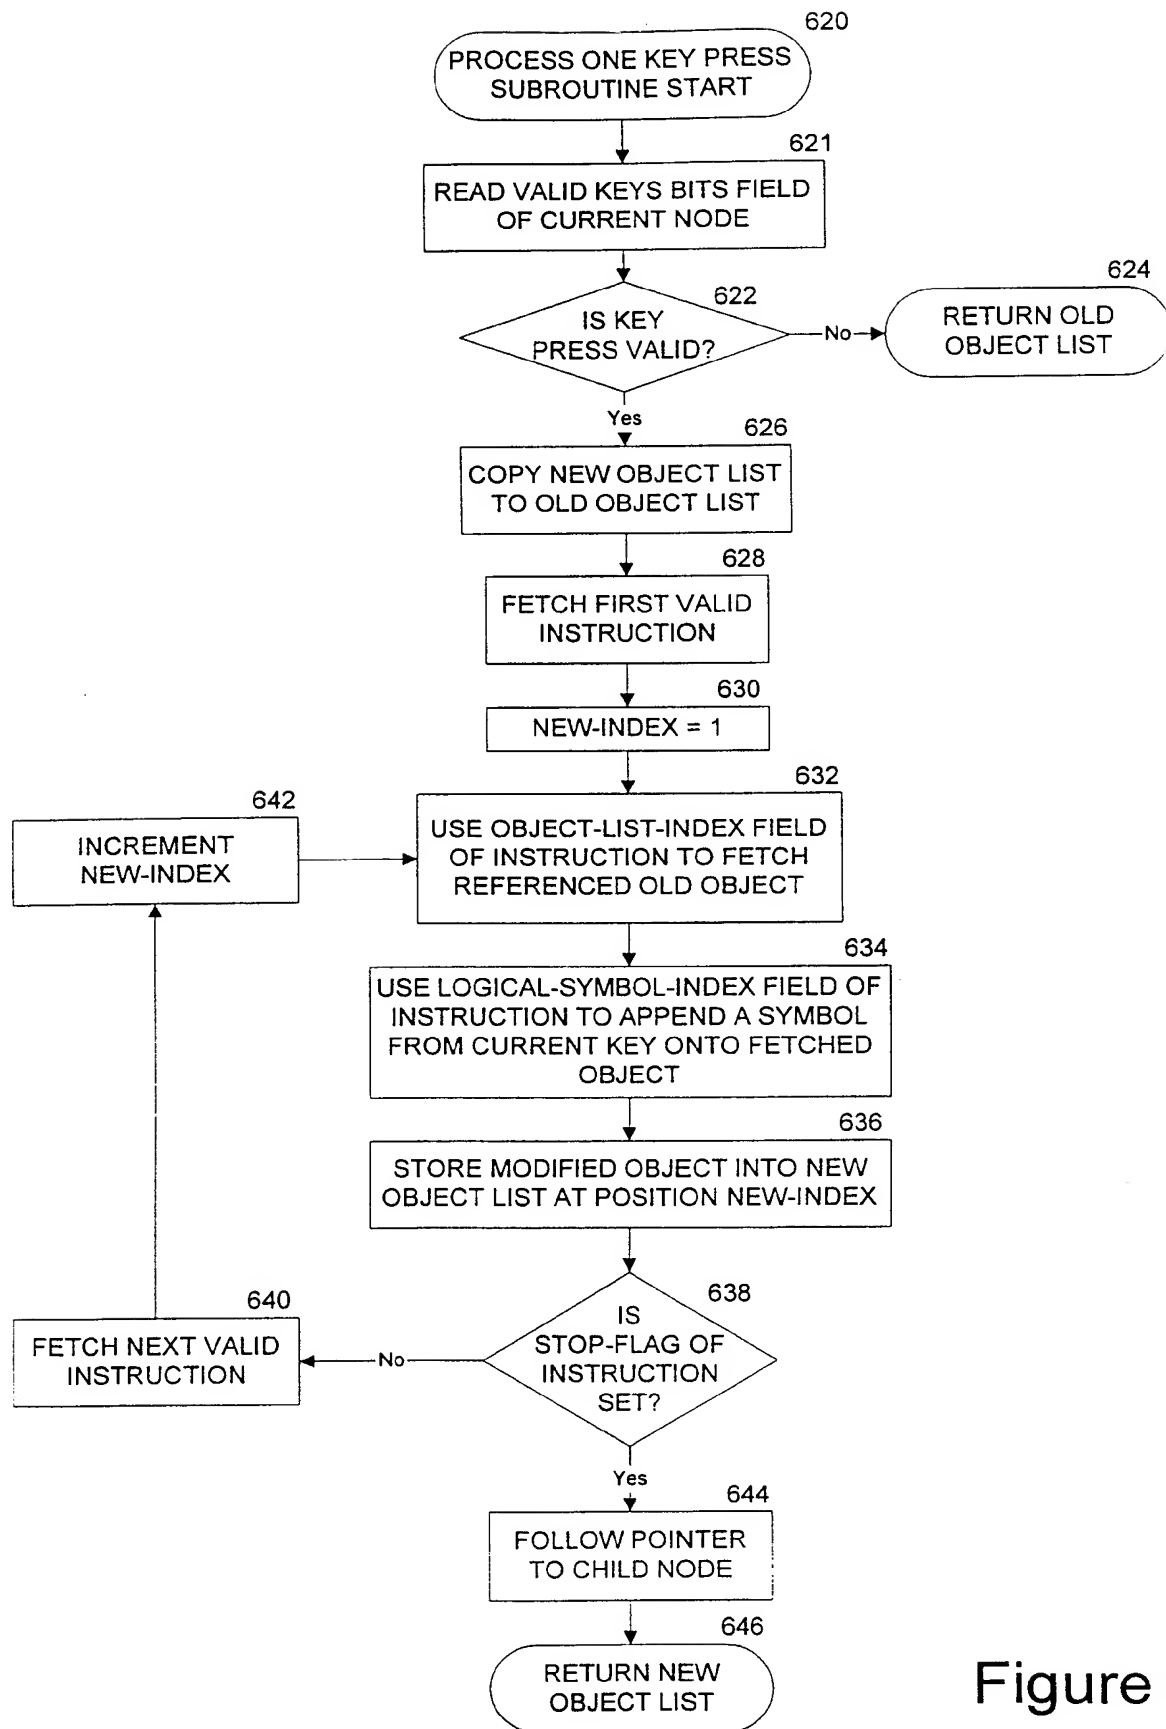 620
PROCESS ONE KEY PRESS
SUBROUTINE START
621
READ VALID KEYS BITS FIELD
OF CURRENT NODE
622
IS KEY
PRESS VALID?
No
624
RETURN OLD
OBJECT LIST
Yes
626
COPY NEW OBJECT LIST
TO OLD OBJECT LIST
628
FETCH FIRST VALID
INSTRUCTION
630
NEW-INDEX = 1
632
USE OBJECT-LIST-INDEX FIELD
OF INSTRUCTION TO FETCH
REFERENCED OLD OBJECT
642
INCREMENT
NEW-INDEX
634
USE LOGICAL-SYMBOL-INDEX FIELD OF
INSTRUCTION TO APPEND A SYMBOL
FROM CURRENT KEY ONTO FETCHED
OBJECT
636
STORE MODIFIED OBJECT INTO NEW
OBJECT LIST AT POSITION NEW-INDEX
638
IS
STOP-FLAG OF
INSTRUCTION
SET?
No
640
FETCH NEXT VALID
INSTRUCTION
Yes
644
FOLLOW POINTER
TO CHILD NODE
646
RETURN NEW
OBJECT LIST
Figure